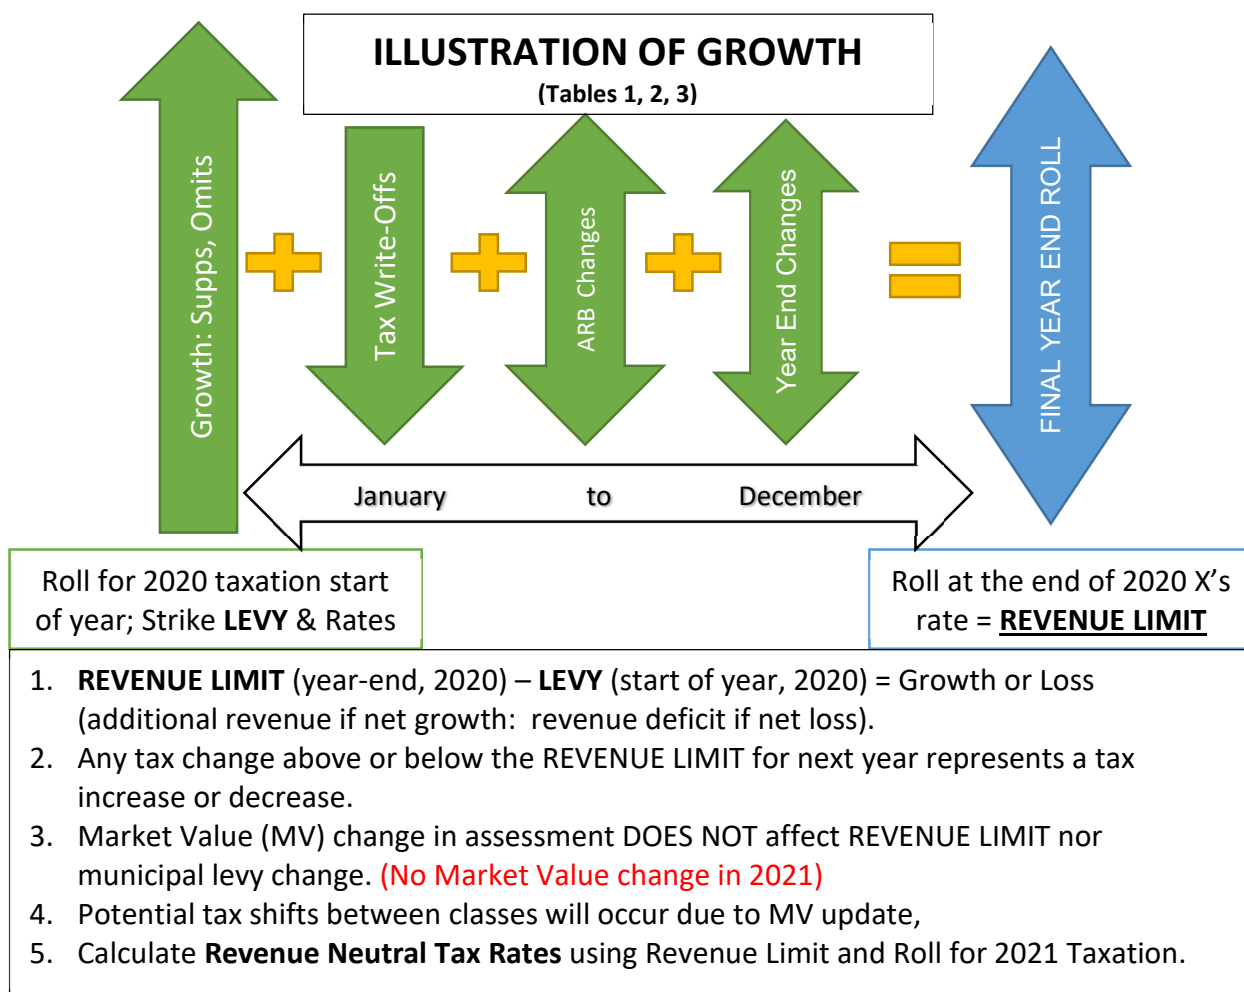 ILLUSTRATION OF GROWTH
(Tables 1, 2, 3)
Growth: Supps, Omits
Tax Write-Offs
ARB Changes
Year End Changes
FINAL YEAR END ROLL
January to December
Roll for 2020 taxation start
of year; Strike LEVY & Rates
Roll at the end of 2020 X’s
rate = REVENUE LIMIT
1. REVENUE LIMIT (year-end, 2020) – LEVY (start of year, 2020) = Growth or Loss
(additional revenue if net growth: revenue deficit if net loss).
2. Any tax change above or below the REVENUE LIMIT for next year represents a tax
increase or decrease.
3. Market Value (MV) change in assessment DOES NOT affect REVENUE LIMIT nor
municipal levy change. (No Market Value change in 2021)
4. Potential tax shifts between classes will occur due to MV update,
5. Calculate Revenue Neutral Tax Rates using Revenue Limit and Roll for 2021 Taxation.